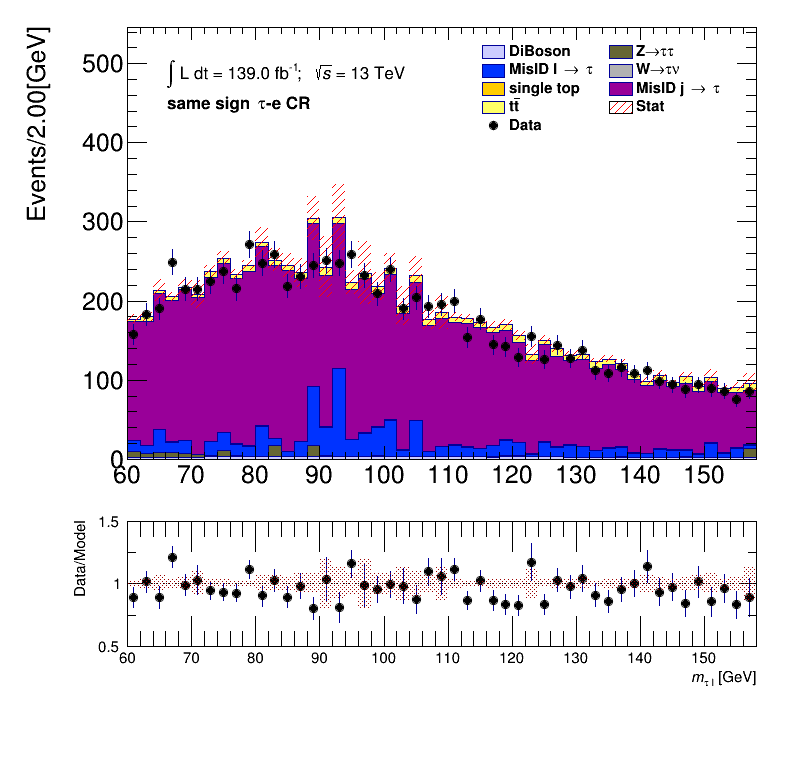 Events/2.00[GeV]
500
400
300
200
100
0
∫ L dt = 139.0 fb⁻¹; √s = 13 TeV
same sign τ-e CR
DiBoson
MisID l → τ
single top
tt̄
Data
Z→ττ
W→τν
MisID j → τ
Stat
60 70 80 90 100 110 120 130 140 150
Data/Model
1.5
1
0.5
60 70 80 90 100 110 120 130 140 150
m_τ l [GeV]